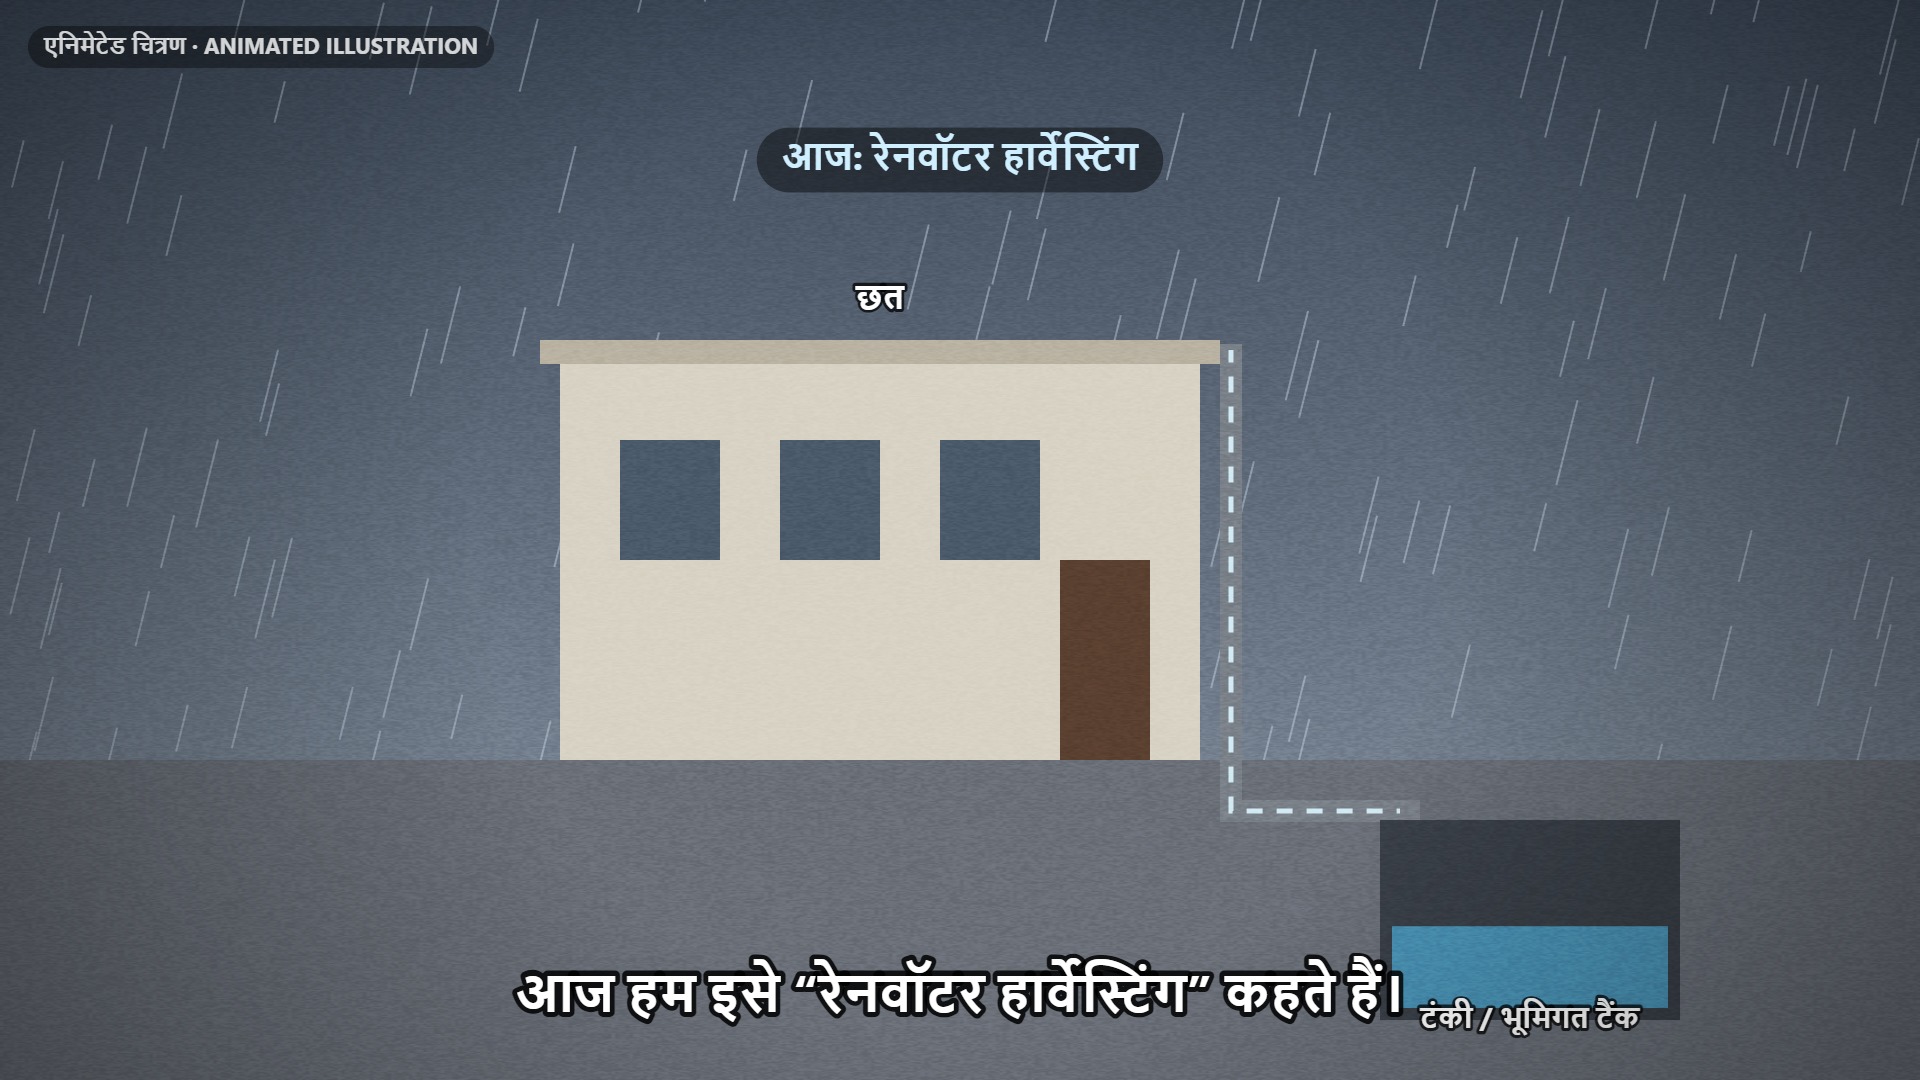 एनिमेटेड चित्रण · ANIMATED ILLUSTRATION
आज: रेनवॉटर हार्वेस्टिंग
छत
आज हम इसे “रेनवॉटर हार्वेस्टिंग” कहते हैं।
टंकी / भूमिगत टैंक